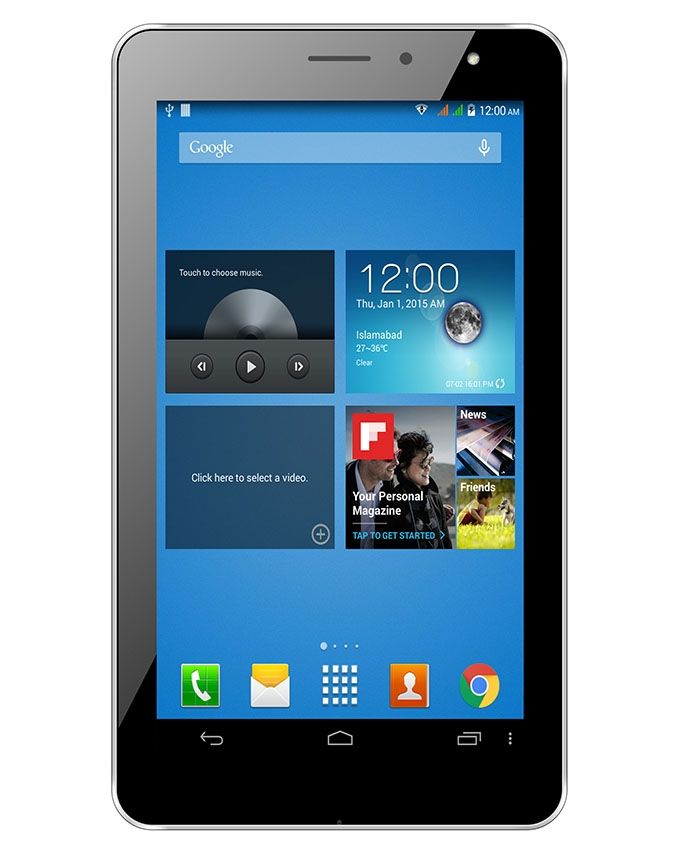 12:00 AM
Google
Touch to choose music.
12:00
Thu, Jan 1, 2015 AM
Islamabad
27~36℃
Clear
07-02 16:01 PM
Click here to select a video.
News
Your Personal
Magazine
TAP TO GET STARTED
Friends